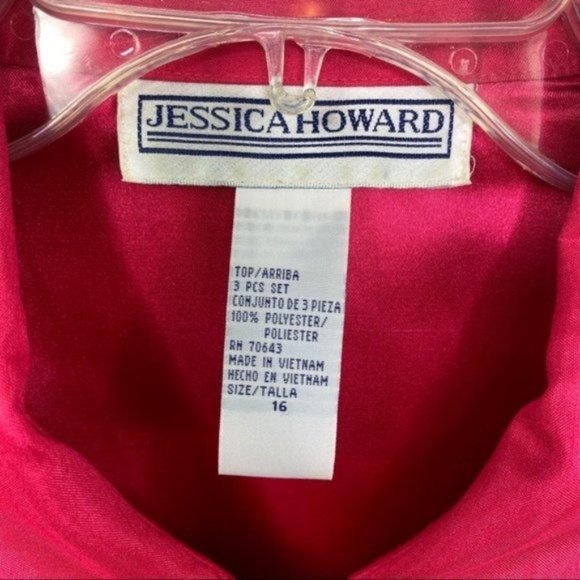 JESSICA HOWARD
TOP/ARRIBA
3 PCS SET
CONJUNTO DE 3 PIEZA
100% POLYESTER/
POLIESTER
RN 70643
MADE IN VIETNAM
HECHO EN VIETNAM
SIZE/TALLA
16